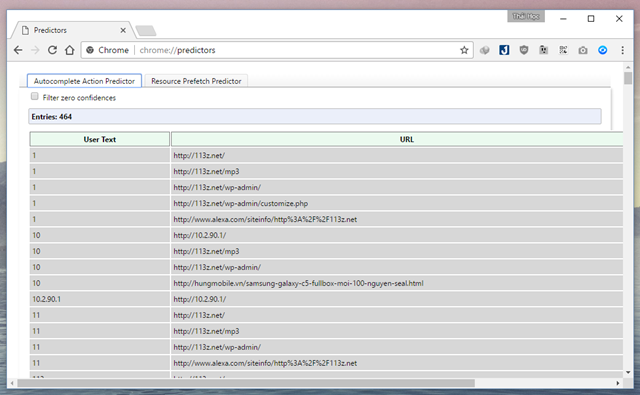 Thái Học
Predictors
Chrome chrome://predictors
Autocomplete Action Predictor Resource Prefetch Predictor
Filter zero confidences
Entries: 464
User Text URL
1 http://113z.net/
1 http://113z.net/mp3
1 http://113z.net/wp-admin/
1 http://113z.net/wp-admin/customize.php
1 http://www.alexa.com/siteinfo/http%3A%2F%2F113z.net
10 http://10.2.90.1/
10 http://113z.net/mp3
10 http://113z.net/wp-admin/
10 http://hungmobile.vn/samsung-galaxy-c5-fullbox-moi-100-nguyen-seal.html
10.2.90.1 http://10.2.90.1/
11 http://113z.net/
11 http://113z.net/mp3
11 http://113z.net/wp-admin/
11 http://www.alexa.com/siteinfo/http%3A%2F%2F113z.net